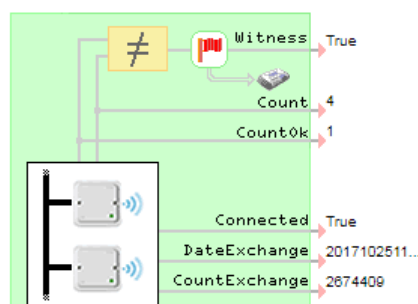 ≠
Witness True
Count 4
CountOk 1
Connected True
DateExchange 2017102511...
CountExchange 2674409